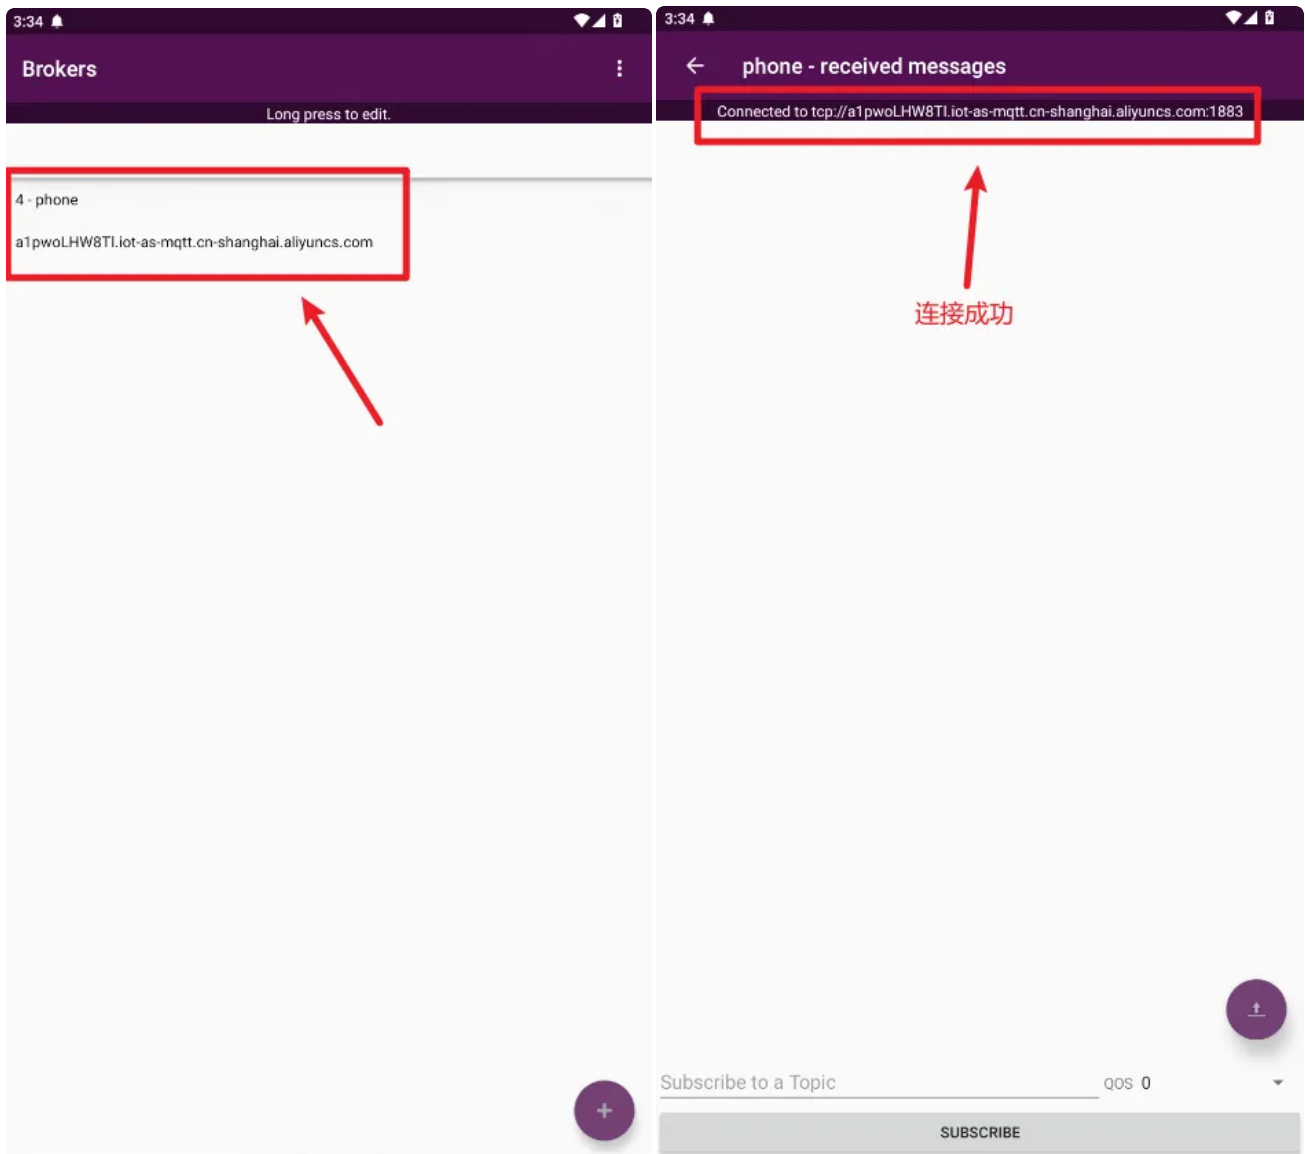 3:34
Brokers
Long press to edit.
4 - phone
a1pwoLHW8TI.iot-as-mqtt.cn-shanghai.aliyuncs.com
3:34
phone - received messages
Connected to tcp://a1pwoLHW8TI.iot-as-mqtt.cn-shanghai.aliyuncs.com:1883
连接成功
Subscribe to a Topic
QOS 0
SUBSCRIBE